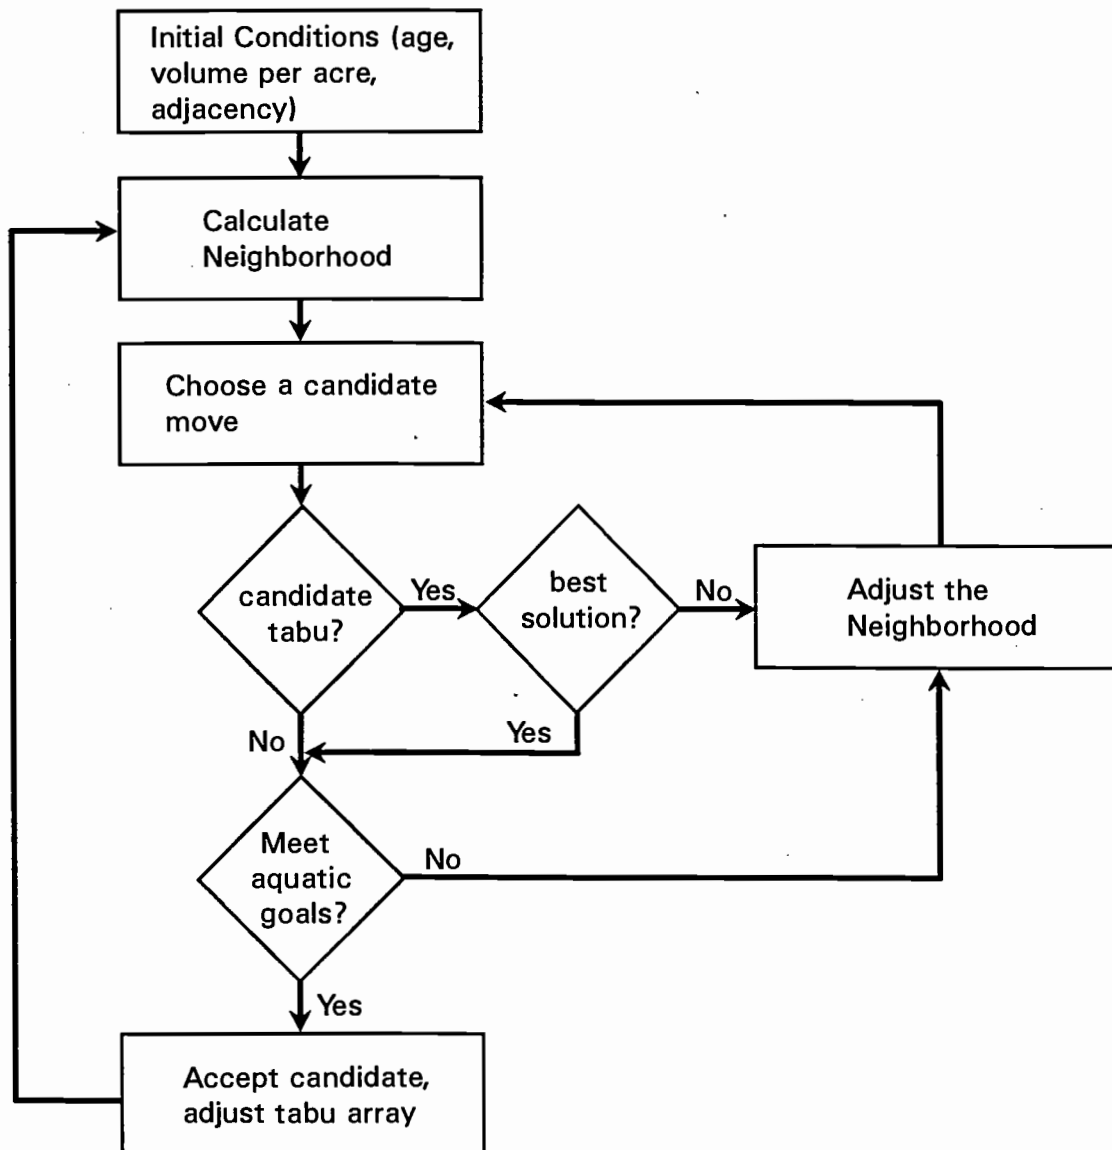 Initial Conditions (age,
volume per acre,
adjacency)
Calculate
Neighborhood
Choose a candidate
move
candidate
tabu?
Yes
best
solution?
No
Adjust the
Neighborhood
No
Yes
Meet
aquatic
goals?
No
Yes
Accept candidate,
adjust tabu array